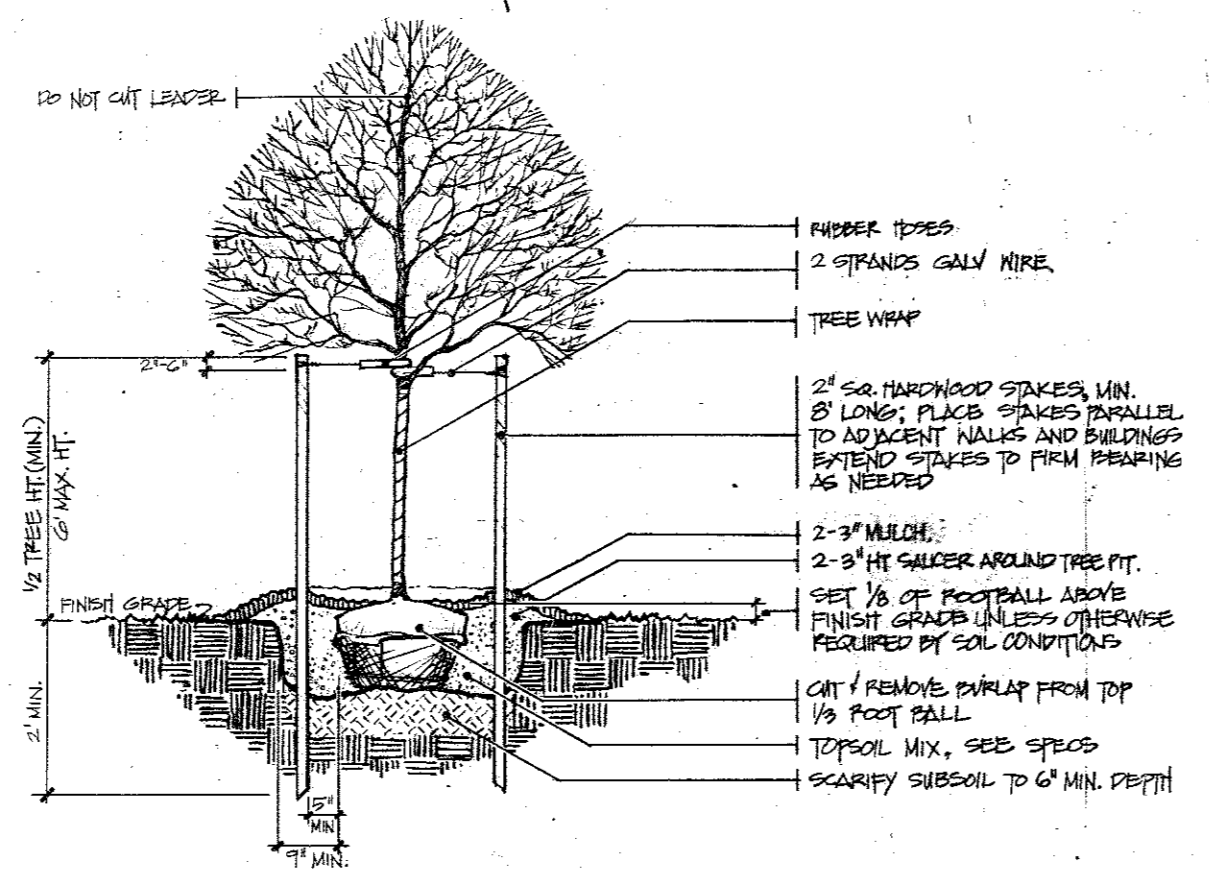 DO NOT CUT LEADER
RUBBER HOSES
2 STRANDS GALV WIRE
TREE WRAP
2"-6"
2" SQ. HARDWOOD STAKES, MIN.
8' LONG; PLACE STAKES PARALLEL
TO ADJACENT WALKS AND BUILDINGS
EXTEND STAKES TO FIRM BEARING
AS NEEDED
1/2 TREE HT. (MIN.)
6' MAX. HT.
2-3" MULCH.
2-3" HT SAUCER AROUND TREE PIT.
FINISH GRADE
SET 1/8 OF ROOTBALL ABOVE
FINISH GRADE UNLESS OTHERWISE
REQUIRED BY SOIL CONDITIONS
2' MIN.
CUT & REMOVE BURLAP FROM TOP
1/3 ROOT BALL
TOPSOIL MIX, SEE SPECS
SCARIFY SUBSOIL TO 6" MIN. DEPTH
5"
MIN
9" MIN.